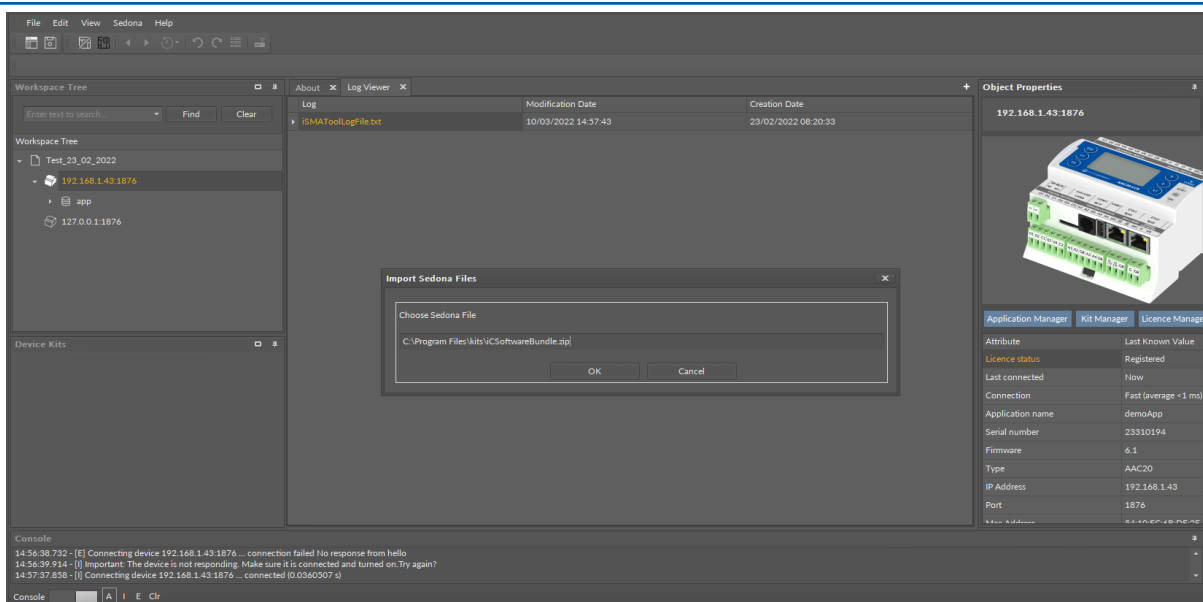 File Edit View Sedona Help
Workspace Tree
Enter text to search...
Find
Clear
Workspace Tree
Test_23_02_2022
192.168.1.43:1876
app
127.0.0.1:1876
Device Kits
About
Log Viewer
Log Modification Date Creation Date
iSMAToolLogFile.txt 10/03/2022 14:57:43 23/02/2022 08:20:33
Import Sedona Files
Choose Sedona File
C:\Program Files\kits\iCSoftwareBundle.zip
OK
Cancel
Object Properties
192.168.1.43:1876
Application Manager
Kit Manager
Licence Manage
Attribute Last Known Value
Licence status Registered
Last connected Now
Connection Fast (average <1 ms)
Application name demoApp
Serial number 23310194
Firmware 6.1
Type AAC20
IP Address 192.168.1.43
Port 1876
Console
14:56:38.732 - [E] Connecting device 192.168.1.43:1876 ... connection failed No response from hello
14:56:39.914 - [I] Important: The device is not responding. Make sure it is connected and turned on.Try again?
14:57:37.858 - [I] Connecting device 192.168.1.43:1876 ... connected (0.0360507 s)
Console A I E Clr